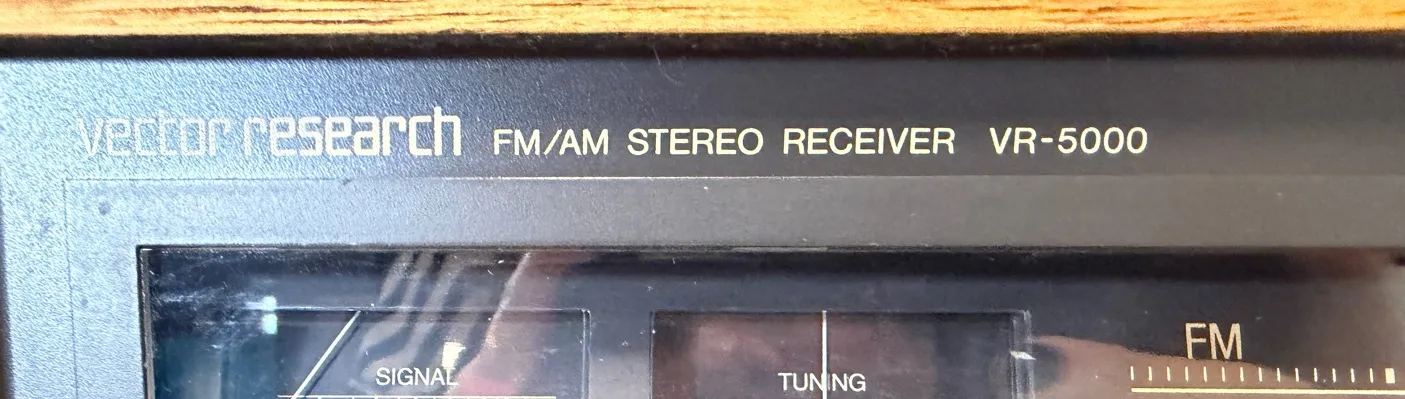 vector research FM/AM STEREO RECEIVER VR-5000
FM
SIGNAL TUNING